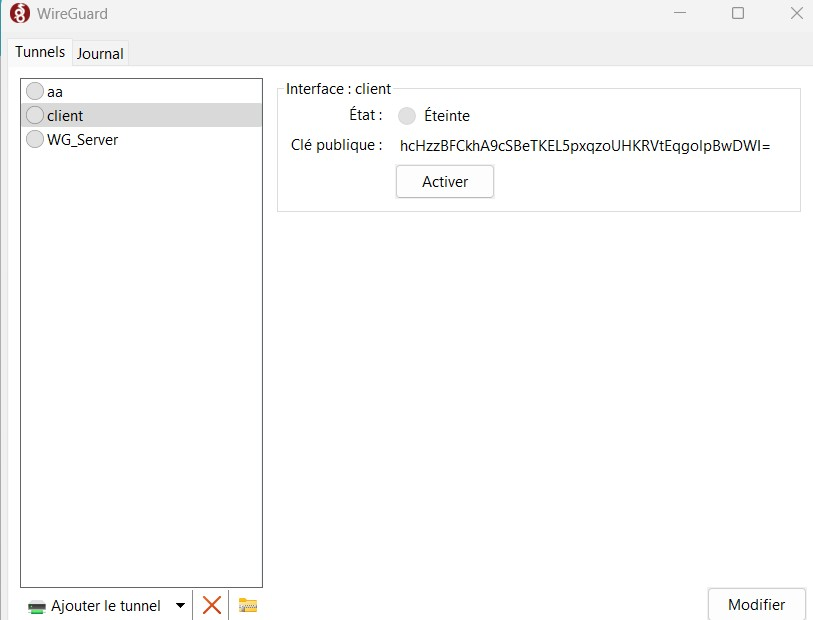 WireGuard
Tunnels Journal
aa
client
WG_Server
Interface : client
État : Éteinte
Clé publique : hcHzzBFCkhA9cSBeTKEL5pxqzoUHKRVtEqgoIpBwDWI=
Activer
Ajouter le tunnel
Modifier